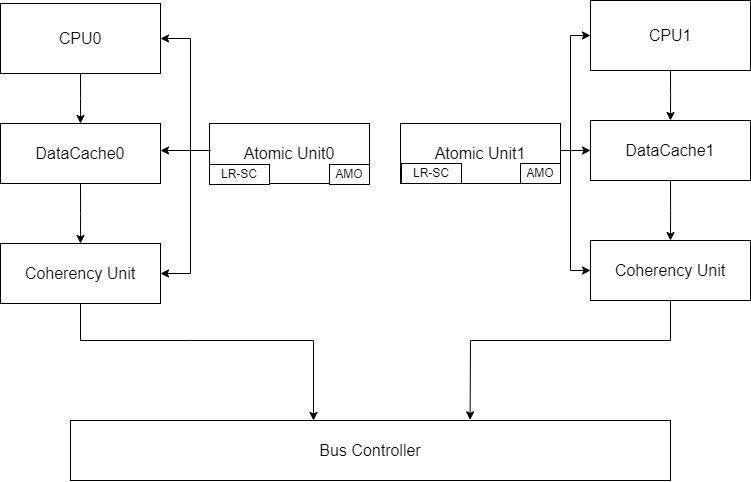 CPU0
CPU1
DataCache0
Atomic Unit0
LR-SC
AMO
Atomic Unit1
LR-SC
AMO
DataCache1
Coherency Unit
Coherency Unit
Bus Controller